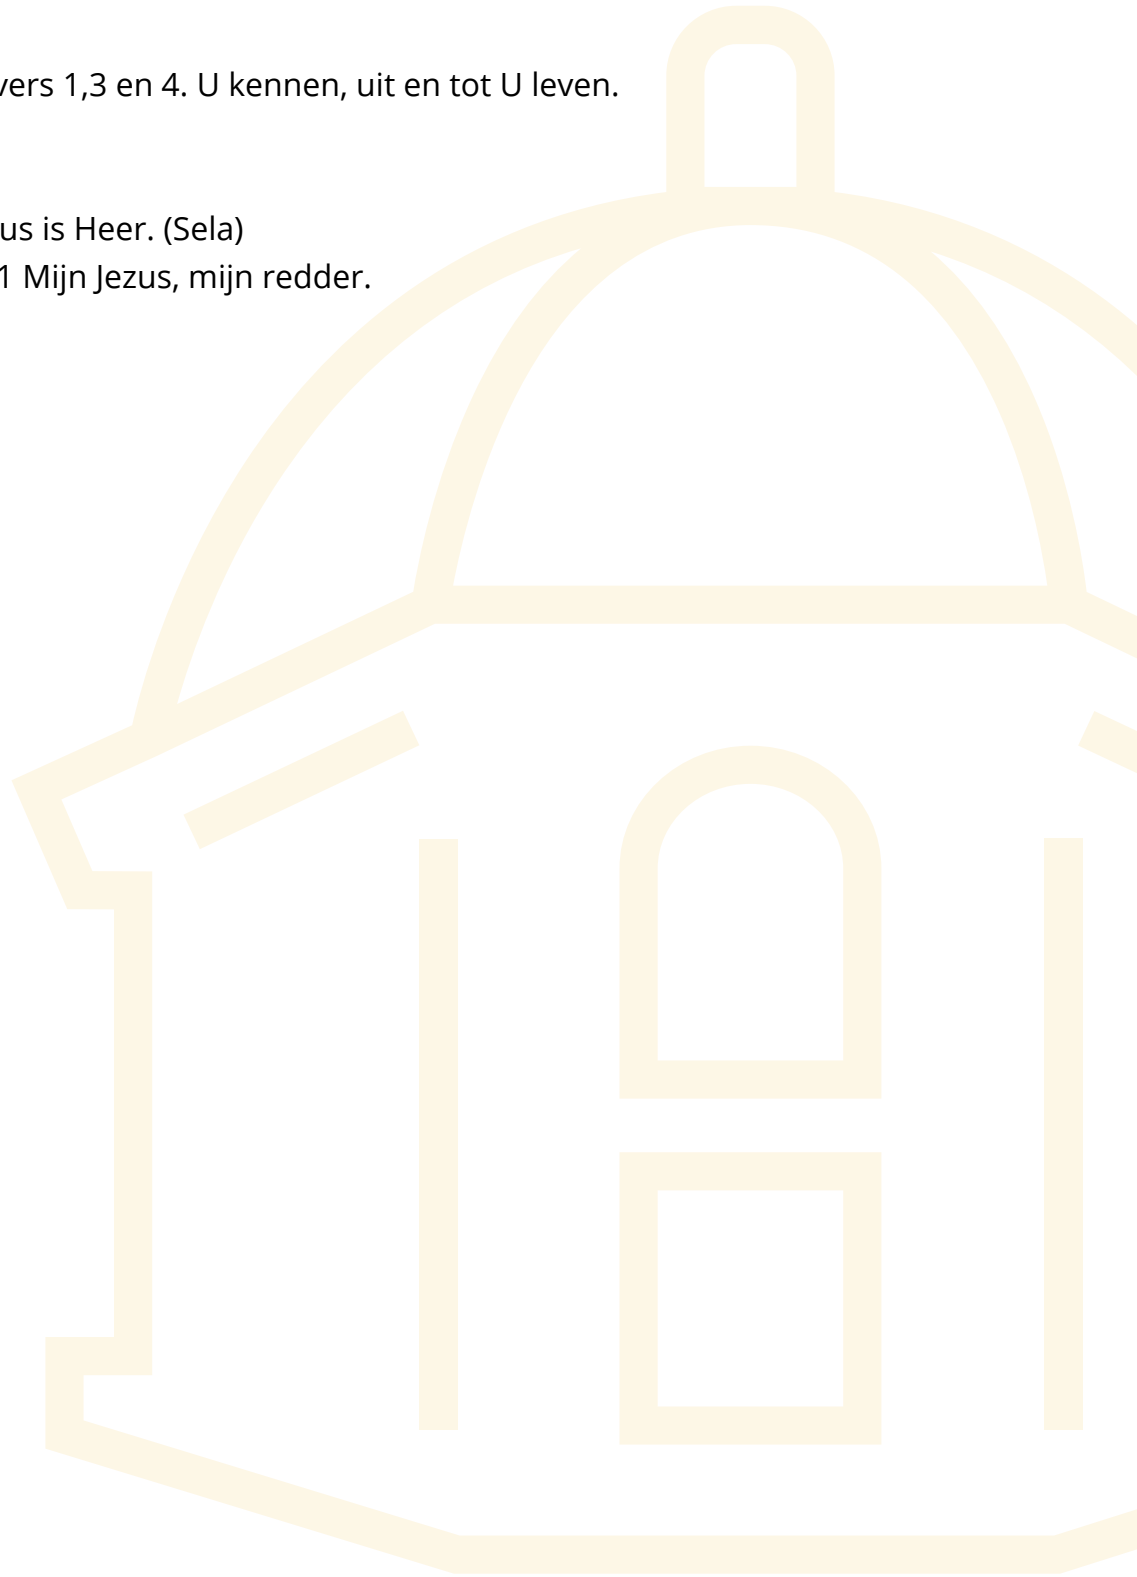 vers 1,3 en 4. U kennen, uit en tot U leven.
us is Heer. (Sela)
1 Mijn Jezus, mijn redder.